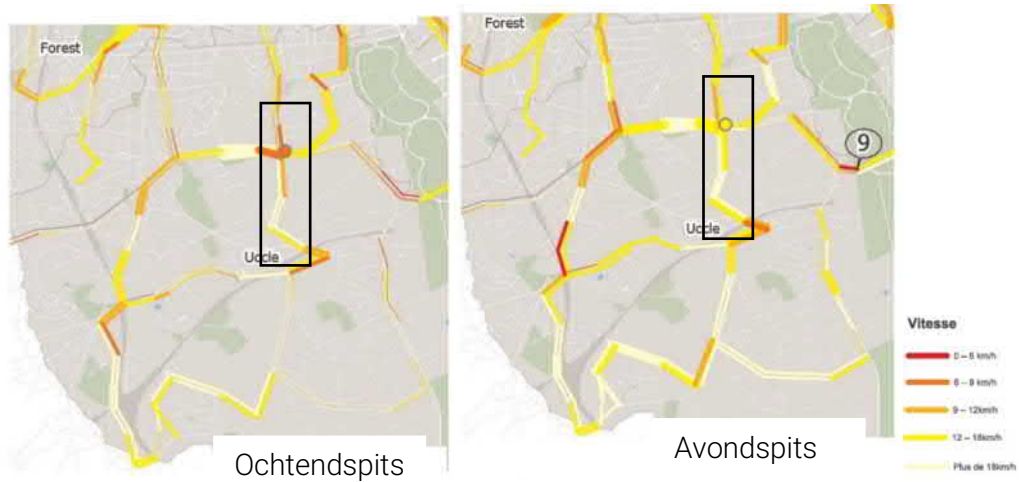 Forest
Uccle
Ochtendspits
Forest
9
Uccle
Avondspits
Vitesse
0 – 6 km/h
6 – 9 km/h
9 – 12km/h
12 – 18km/h
Plus de 18km/h